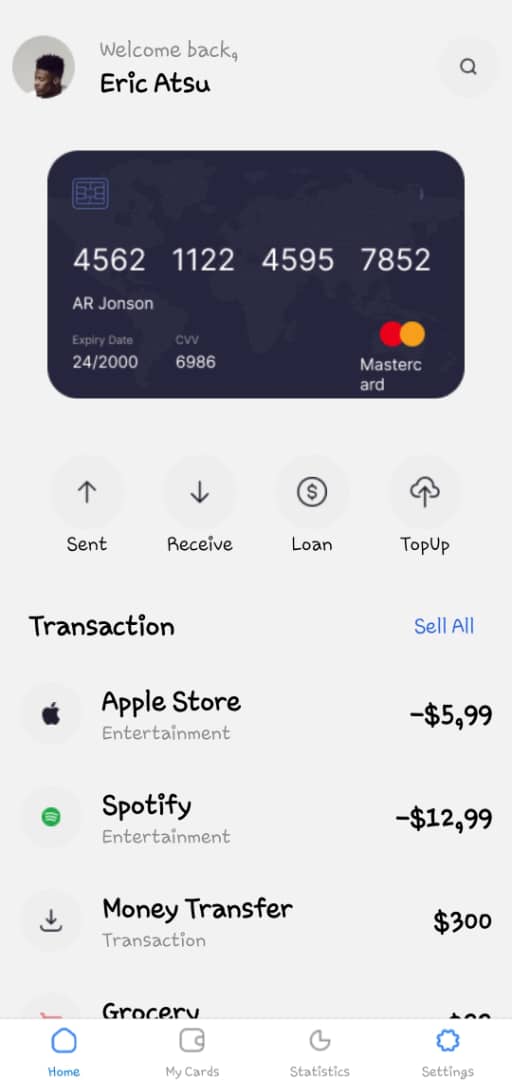 Welcome back,
Eric Atsu
4562 1122 4595 7852
AR Jonson
Expiry Date CVV
24/2000 6986
Masterc
ard
Sent Receive Loan TopUp
Transaction Sell All
Apple Store
Entertainment
-$5,99
Spotify
Entertainment
-$12,99
Money Transfer
Transaction
$300
Grocery
Home My Cards Statistics Settings